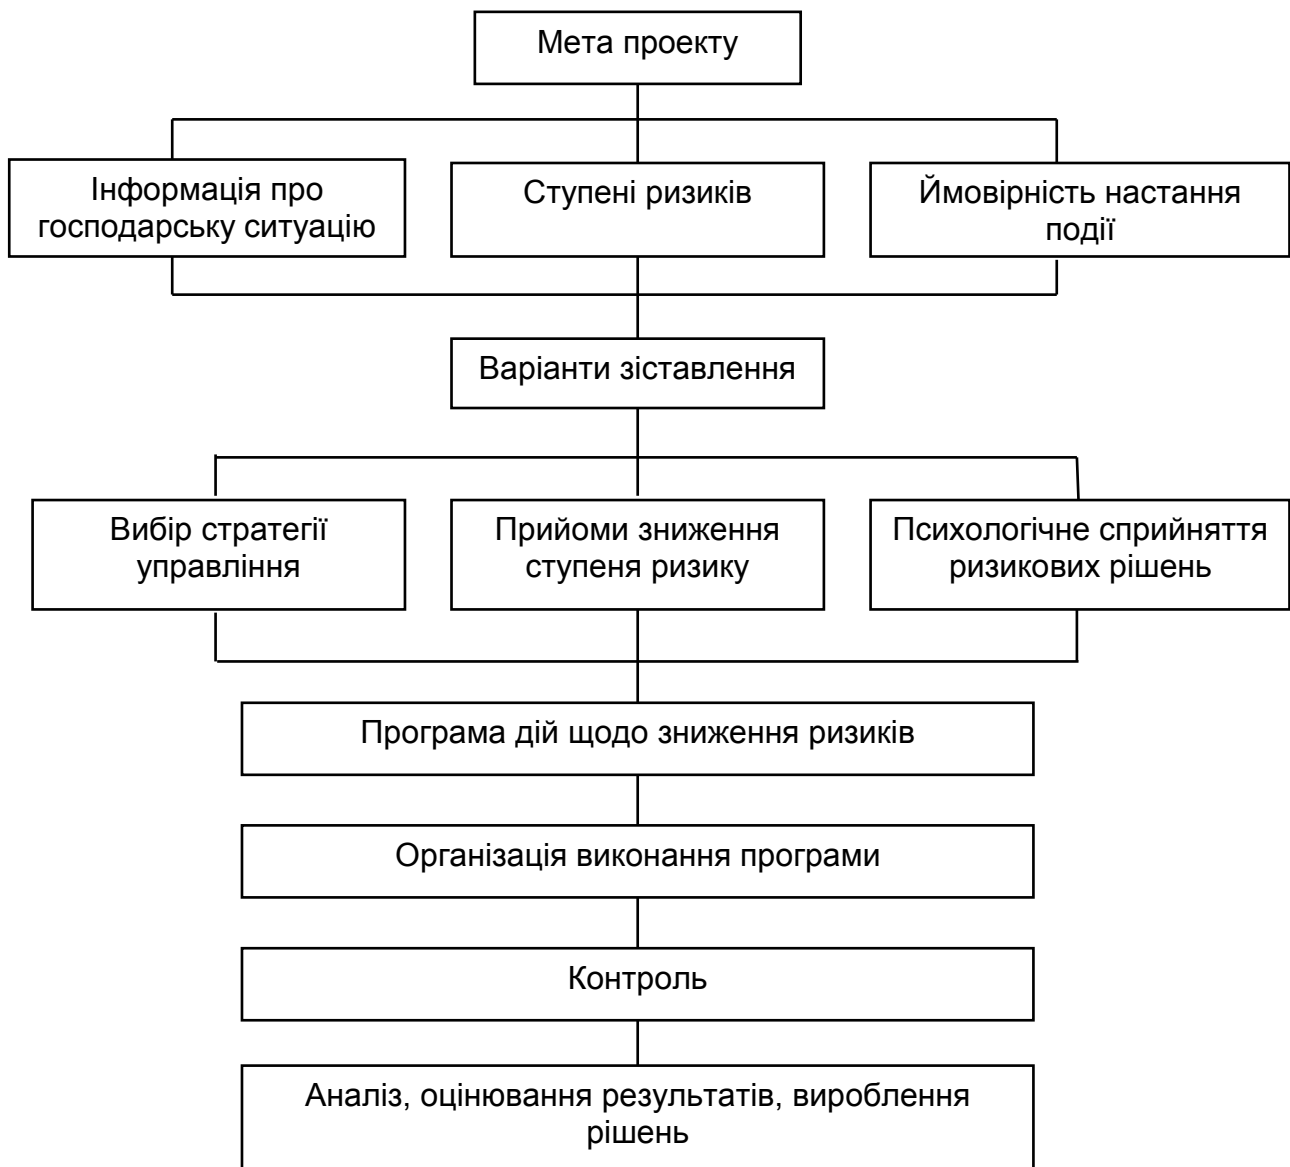 Мета проекту
Інформація про
господарську ситуацію
Ступені ризиків
Ймовірність настання
події
Варіанти зіставлення
Вибір стратегії
управління
Прийоми зниження
ступеня ризику
Психологічне сприйняття
ризикових рішень
Програма дій щодо зниження ризиків
Організація виконання програми
Контроль
Аналіз, оцінювання результатів, вироблення
рішень